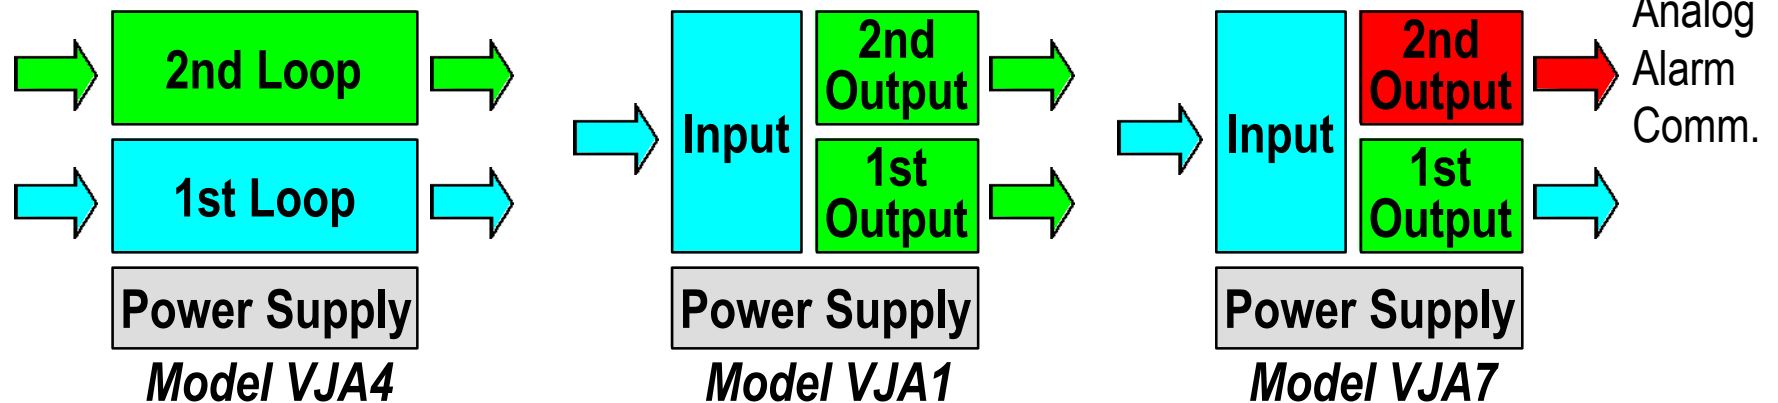 2nd Loop
1st Loop
Power Supply
Model VJA4
Input
2nd
Output
1st
Output
Power Supply
Model VJA1
Input
2nd
Output
1st
Output
Power Supply
Model VJA7
Analog
Alarm
Comm.